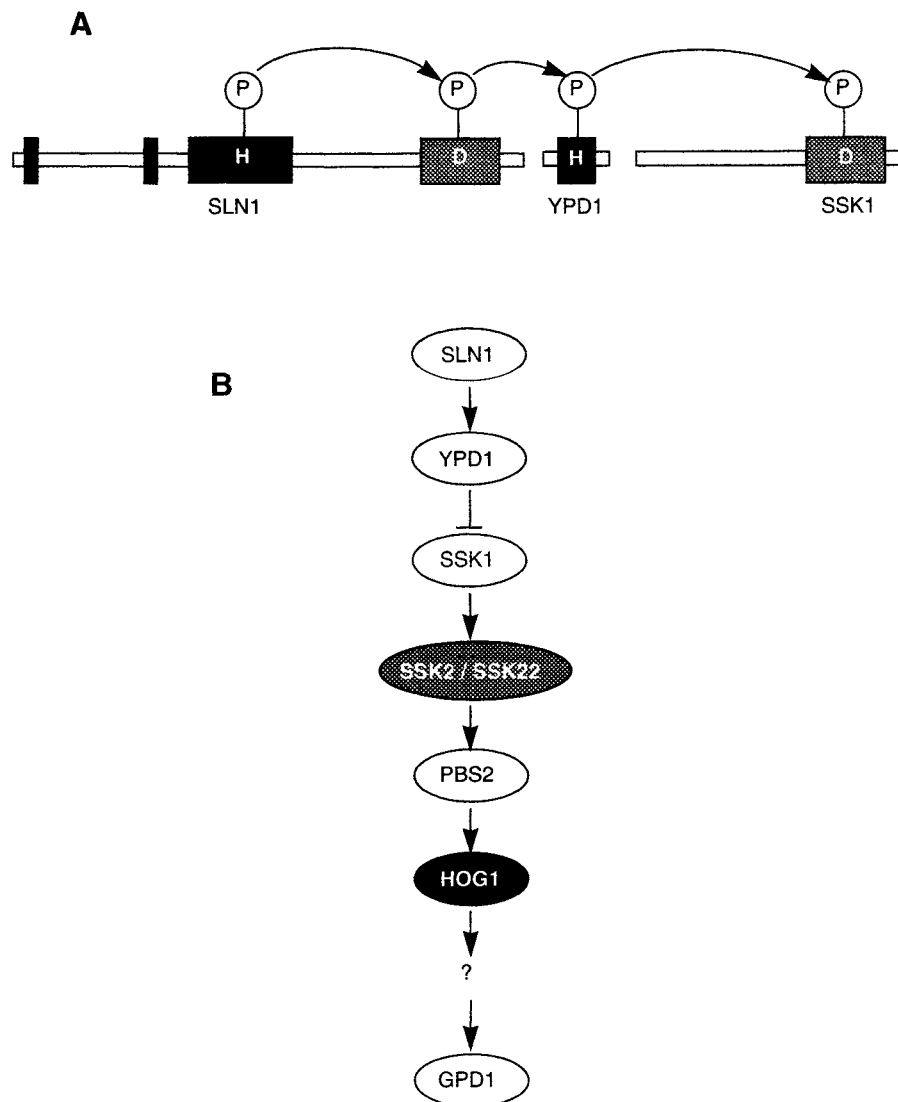 A
P P P P
H D H D
SLN1 YPD1 SSK1
B
SLN1
YPD1
SSK1
SSK2 / SSK22
PBS2
HOG1
?
GPD1